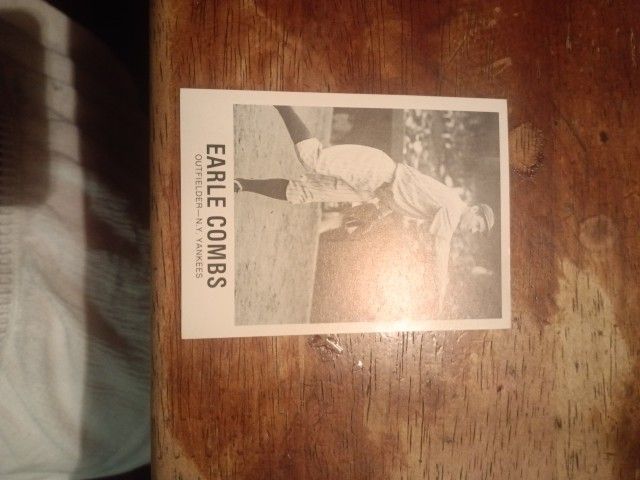 EARLE COMBS
OUTFIELDER—N.Y. YANKEES